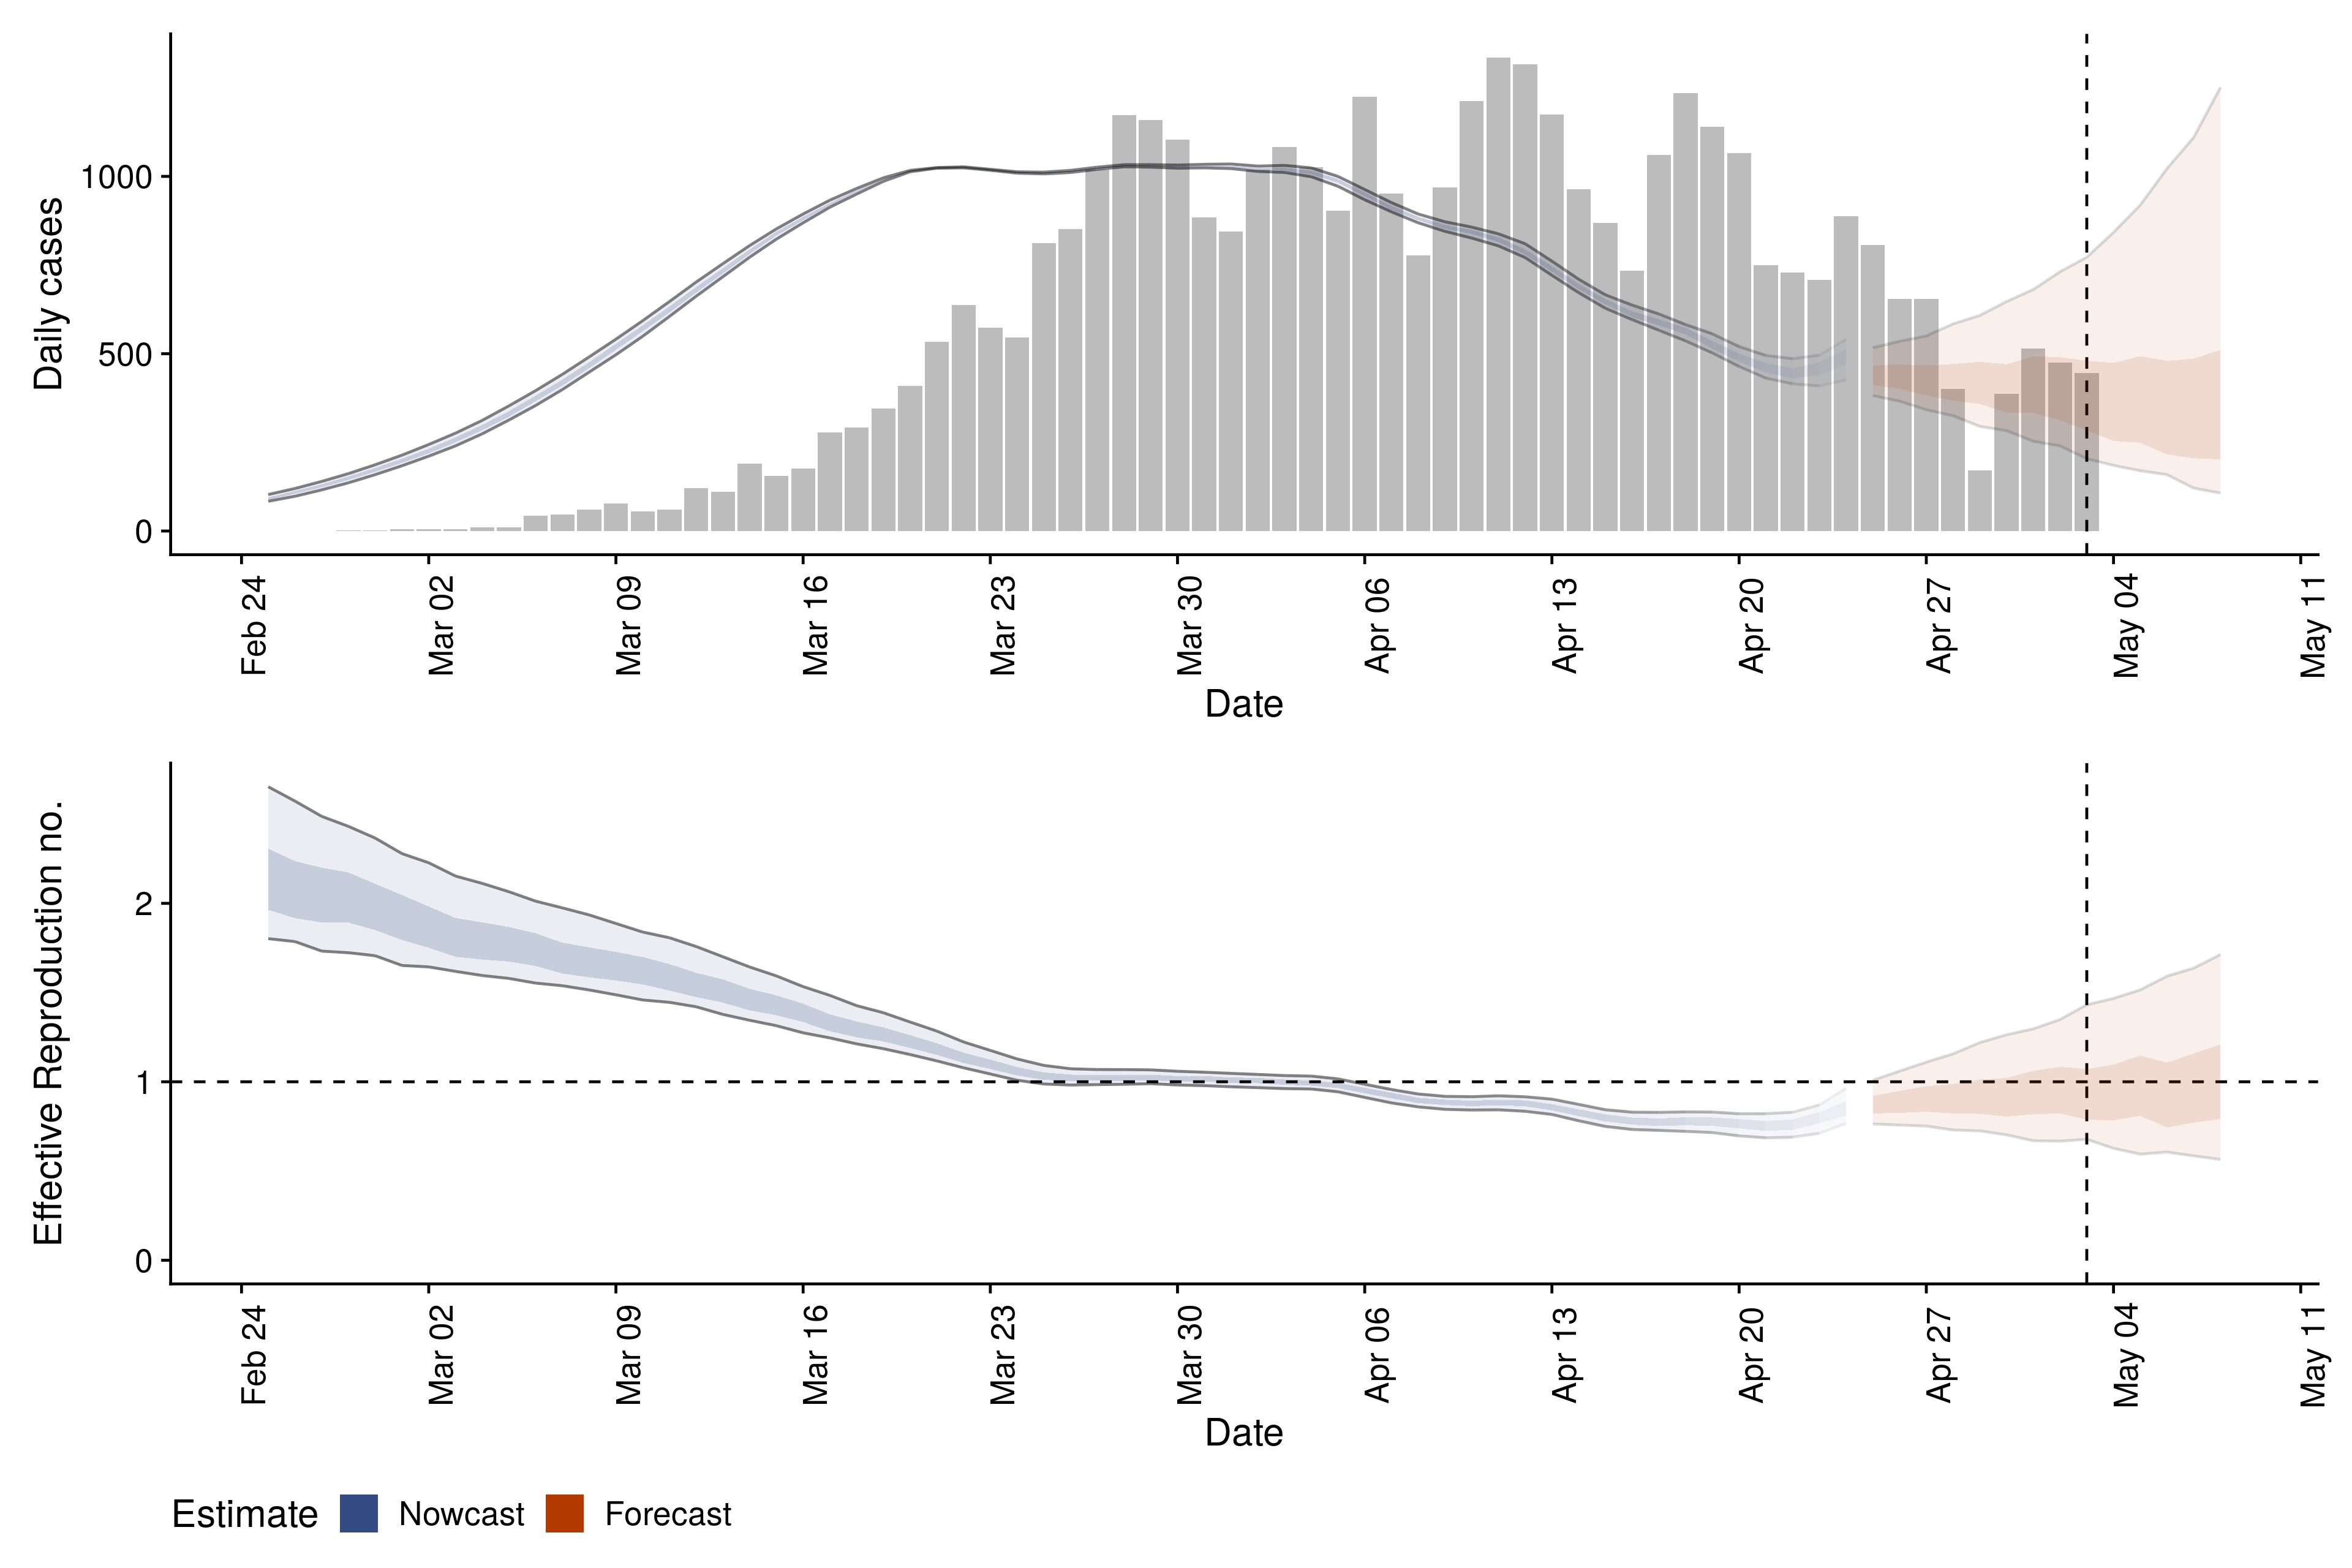 Daily cases
1000
500
0
Feb 24
Mar 02
Mar 09
Mar 16
Mar 23
Mar 30
Apr 06
Apr 13
Apr 20
Apr 27
May 04
May 11
Date
Effective Reproduction no.
2
1
0
Feb 24
Mar 02
Mar 09
Mar 16
Mar 23
Mar 30
Apr 06
Apr 13
Apr 20
Apr 27
May 04
May 11
Date
Estimate Nowcast Forecast